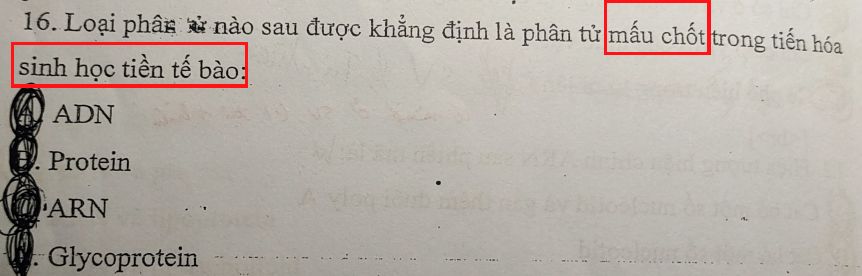 16. Loại phân tử nào sau được khẳng định là phân tử mấu chốt trong tiến hóa
sinh học tiền tế bào:
A. ADN
B. Protein
C. ARN
D. Glycoprotein